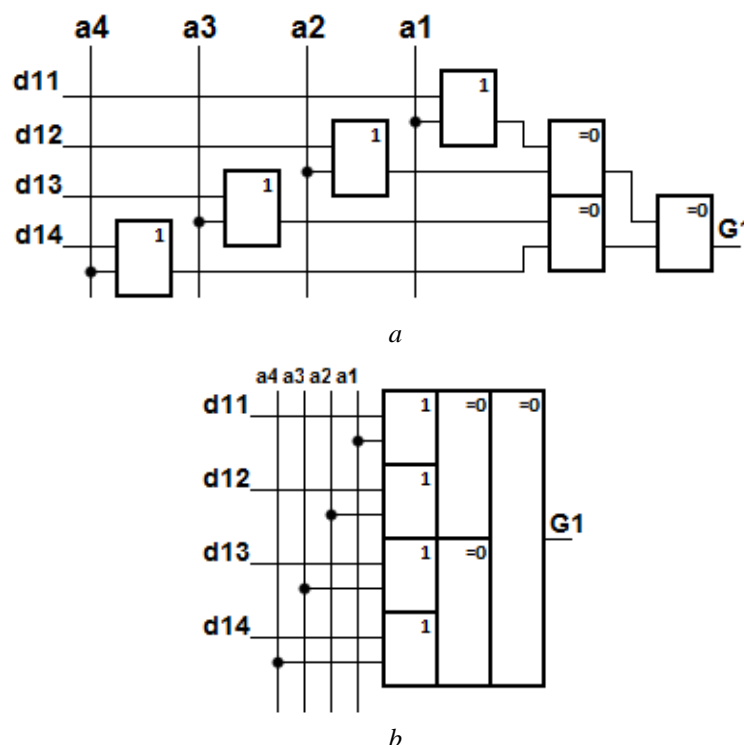 a4 a3 a2 a1
d11 1
d12 1 =0
d13 1 =0 =0
d14 1 G1
a
a4 a3 a2 a1
d11 1 =0 =0
d12 1
G1
d13 1 =0
d14 1
b